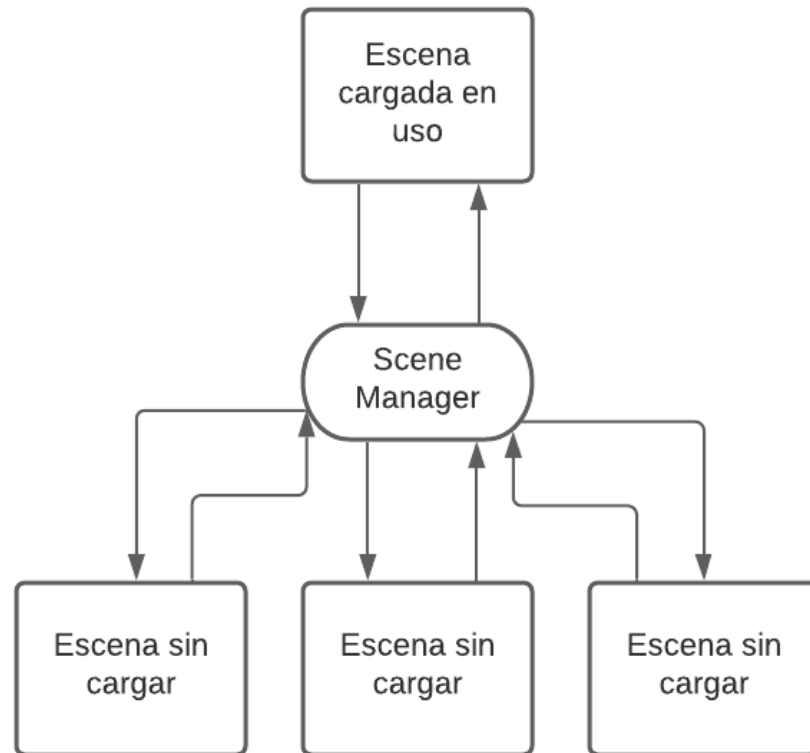 Escena
cargada en
uso
Scene
Manager
Escena sin
cargar
Escena sin
cargar
Escena sin
cargar